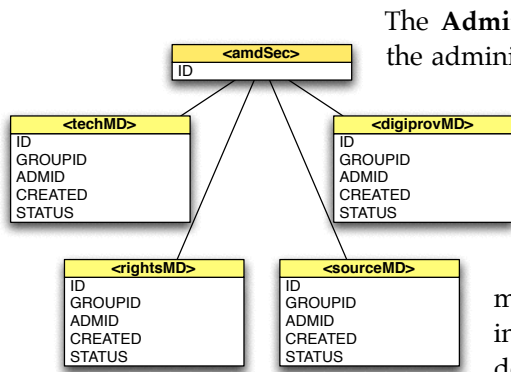 The Admi
the admini
<amdSec>
ID
<techMD>
ID
GROUPID
ADMID
CREATED
STATUS
<digiprovMD>
ID
GROUPID
ADMID
CREATED
STATUS
<rightsMD>
ID
GROUPID
ADMID
CREATED
STATUS
<sourceMD>
ID
GROUPID
ADMID
CREATED
STATUS
m